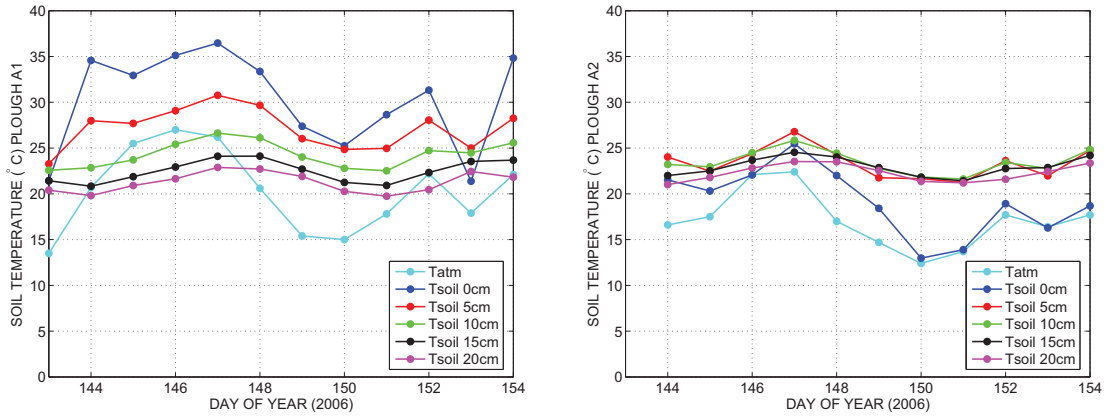 40
35
30
25
20
15
10
5
0
SOIL TEMPERATURE (°C) PLOUGH A1
144 146 148 150 152 154
DAY OF YEAR (2006)
Tatm
Tsoil 0cm
Tsoil 5cm
Tsoil 10cm
Tsoil 15cm
Tsoil 20cm
40
35
30
25
20
15
10
5
0
SOIL TEMPERATURE (°C) PLOUGH A2
144 146 148 150 152 154
DAY OF YEAR (2006)
Tatm
Tsoil 0cm
Tsoil 5cm
Tsoil 10cm
Tsoil 15cm
Tsoil 20cm